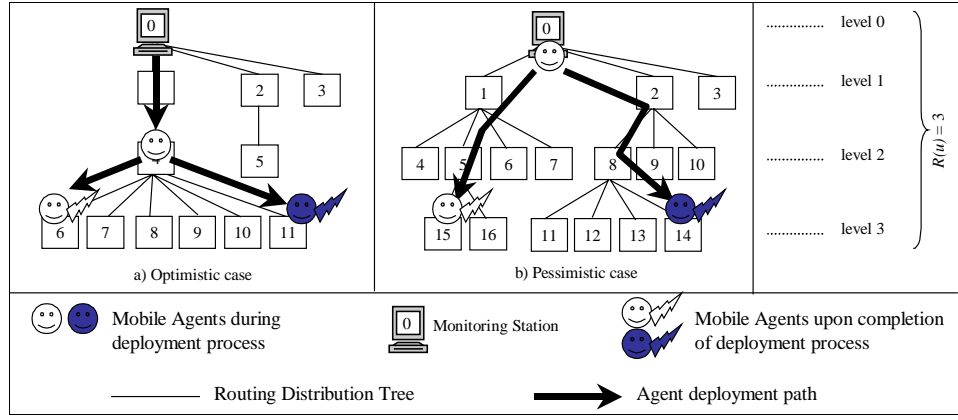 0
2 3
5
6 7 8 9 10 11
a) Optimistic case
0
1 2 3
4 5 6 7 8 9 10
15 16 11 12 13 14
b) Pessimistic case
................ level 0
................ level 1
................ level 2
................ level 3
R(u) = 3
Mobile Agents during
deployment process
0 Monitoring Station
Mobile Agents upon completion
of deployment process
Routing Distribution Tree
Agent deployment path